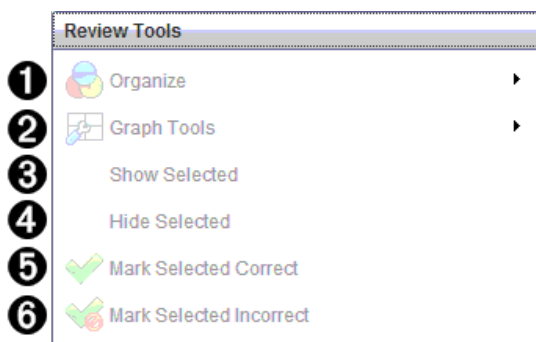 Review Tools
1 Organize
2 Graph Tools
3 Show Selected
4 Hide Selected
5 Mark Selected Correct
6 Mark Selected Incorrect